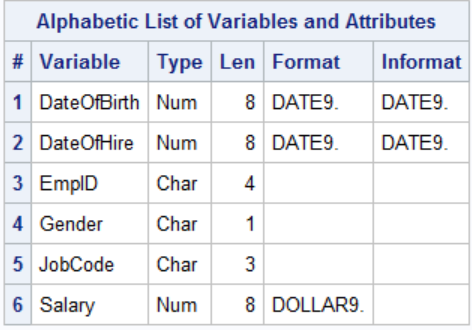 Alphabetic List of Variables and Attributes
# Variable Type Len Format Informat
1 DateOfBirth Num 8 DATE9. DATE9.
2 DateOfHire Num 8 DATE9. DATE9.
3 EmpID Char 4
4 Gender Char 1
5 JobCode Char 3
6 Salary Num 8 DOLLAR9.